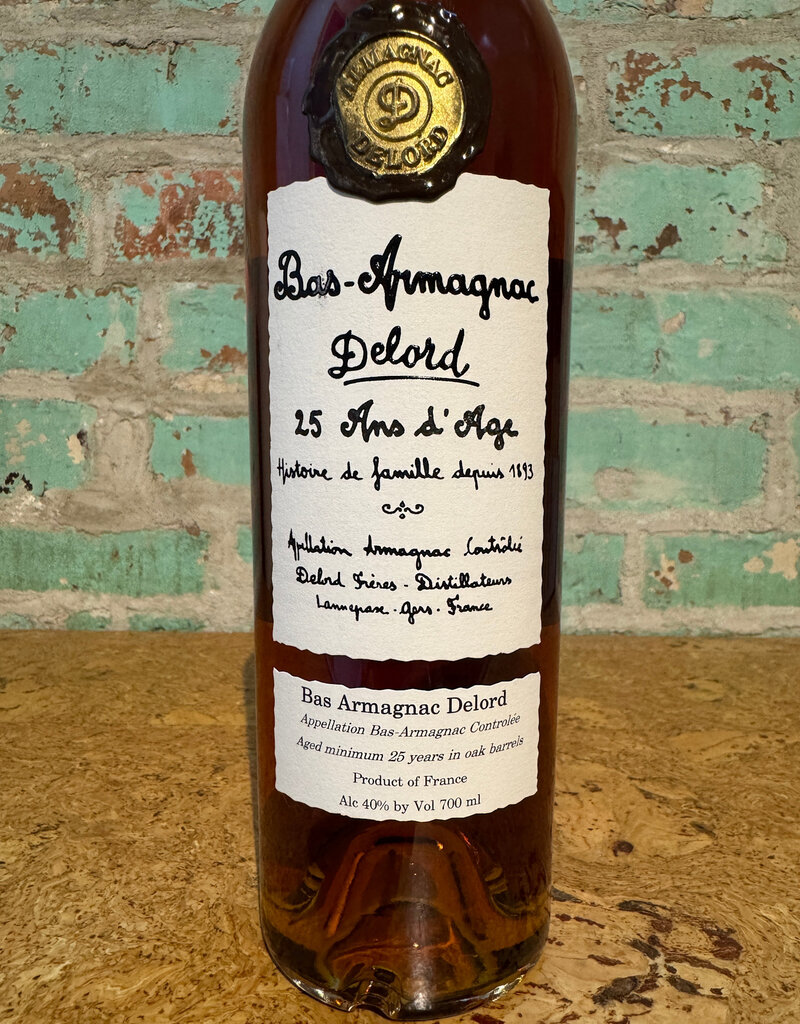 ARMAGNAC
D
DELORD
Bas-Armagnac
Delord
25 Ans d'Age
Histoire de famille depuis 1893
Appellation Armagnac Contrôlée
Delord Frères - Distillateurs
Lannepax - Gers - France
Bas Armagnac Delord
Appellation Bas-Armagnac Controlée
Aged minimum 25 years in oak barrels
Product of France
Alc 40% by Vol 700 ml